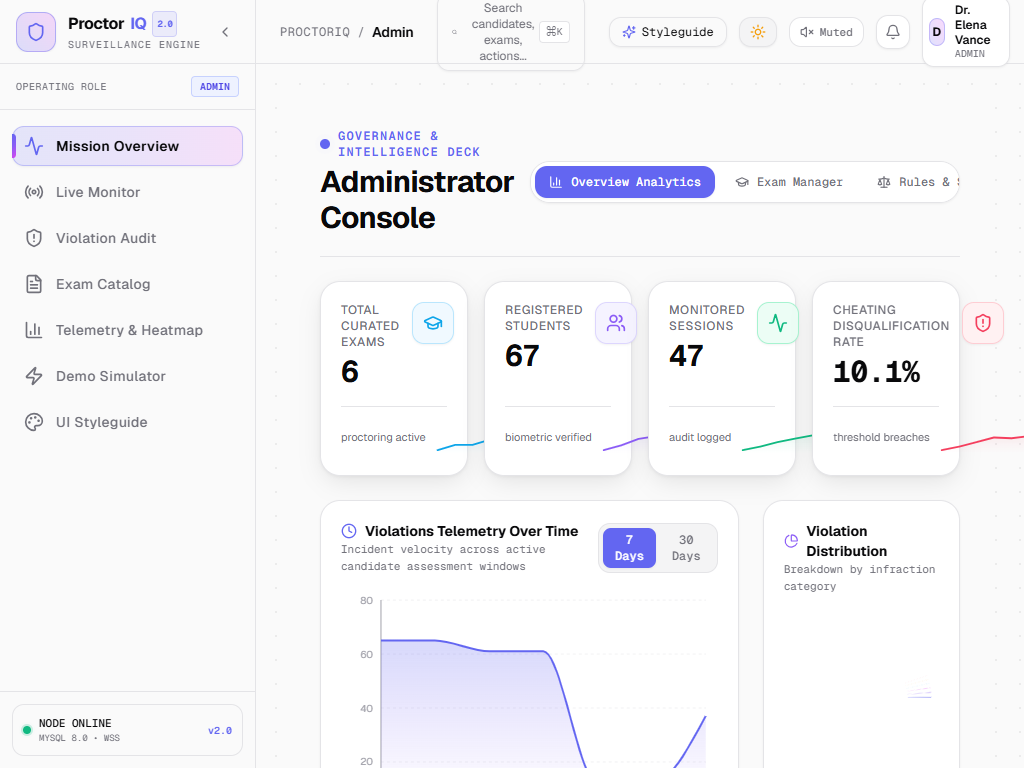 Proctor IQ 2.0
SURVEILLANCE ENGINE
OPERATING ROLE
ADMIN
Mission Overview
Live Monitor
Violation Audit
Exam Catalog
Telemetry & Heatmap
Demo Simulator
UI Styleguide
NODE ONLINE
MYSQL 8.0 • WSS
v2.0
PROCTORIQ / Admin
Search
candidates,
exams,
actions…
⌘K
Styleguide
Muted
D
Dr.
Elena
Vance
ADMIN
GOVERNANCE &
INTELLIGENCE DECK
Administrator
Console
Overview Analytics
Exam Manager
Rules &
TOTAL
CURATED
EXAMS
6
proctoring active
REGISTERED
STUDENTS
67
biometric verified
MONITORED
SESSIONS
47
audit logged
CHEATING
DISQUALIFICATION
RATE
10.1%
threshold breaches
Violations Telemetry Over Time
Incident velocity across active
candidate assessment windows
7
Days
30
Days
80
60
40
20
Violation
Distribution
Breakdown by infraction
category